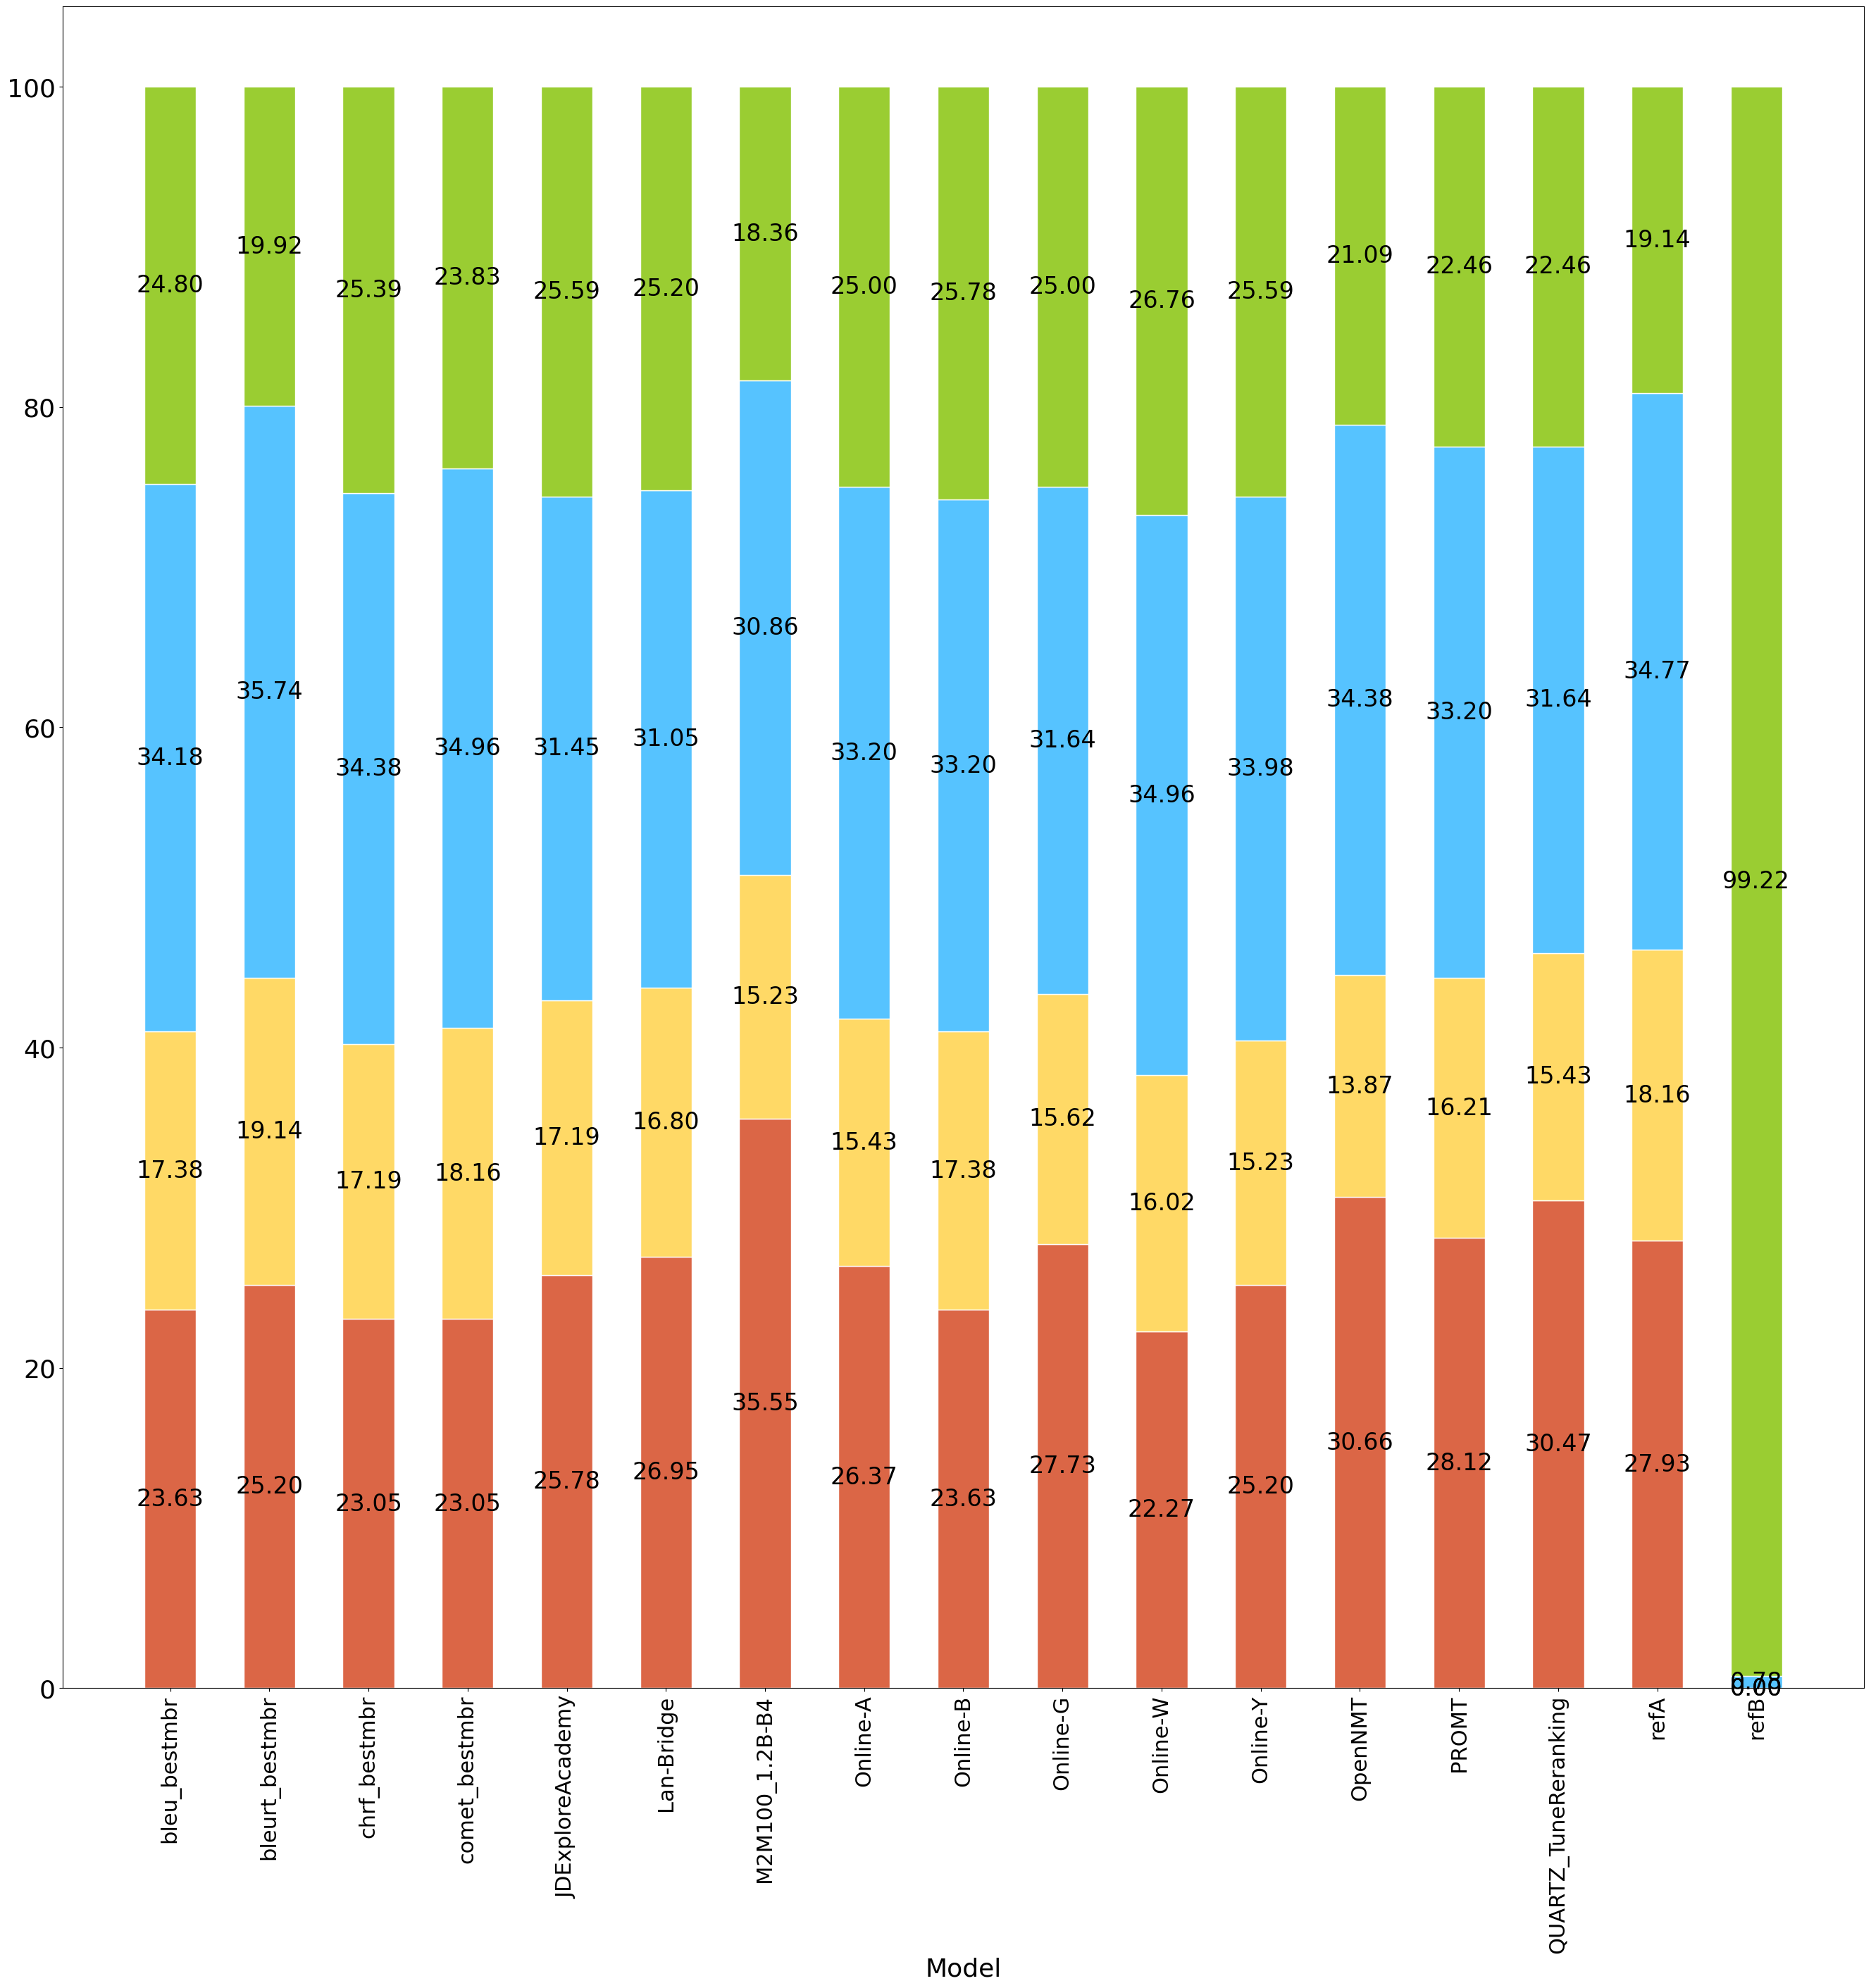 100
80
60
40
20
0
24.80 19.92 25.39 23.83 25.59 25.20 18.36 25.00 25.78 25.00 26.76 25.59 21.09 22.46 22.46 19.14 99.22
34.18 35.74 34.38 34.96 31.45 31.05 30.86 33.20 33.20 31.64 34.96 33.98 34.38 33.20 31.64 34.77 0.78
17.38 19.14 17.19 18.16 17.19 16.80 15.23 15.43 17.38 15.62 16.02 15.23 13.87 16.21 15.43 18.16 0.00
23.63 25.20 23.05 23.05 25.78 26.95 35.55 26.37 23.63 27.73 22.27 25.20 30.66 28.12 30.47 27.93 0.00
bleu_bestmbr
bleurt_bestmbr
chrf_bestmbr
comet_bestmbr
JDExploreAcademy
Lan-Bridge
M2M100_1.2B-B4
Online-A
Online-B
Online-G
Online-W
Online-Y
OpenNMT
PROMT
QUARTZ_TuneReranking
refA
refB
Model